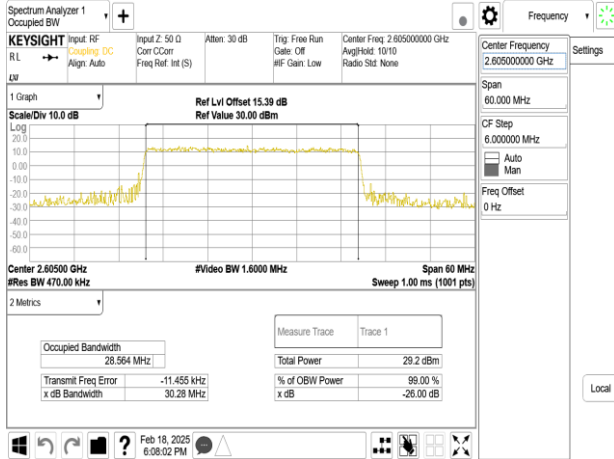 Spectrum Analyzer 1
Occupied BW
+
Frequency
KEYSIGHT
RL
Input: RF
Coupling: DC
Align: Auto
Input Z: 50 Ω
Corr CCorr
Freq Ref: Int (S)
Atten: 30 dB
Trig: Free Run
Gate: Off
#IF Gain: Low
Center Freq: 2.605000000 GHz
Avg|Hold: 10/10
Radio Std: None
Center Frequency
2.605000000 GHz
Settings
Span
60.000 MHz
CF Step
6.000000 MHz
Auto
Man
Freq Offset
0 Hz
Local
1 Graph
Scale/Div 10.0 dB
Ref Lvl Offset 15.39 dB
Ref Value 30.00 dBm
Log
20.0
10.0
0.00
-10.0
-20.0
-30.0
-40.0
-50.0
-60.0
Center 2.60500 GHz
#Video BW 1.6000 MHz
Span 60 MHz
#Res BW 470.00 kHz
Sweep 1.00 ms (1001 pts)
2 Metrics
Measure Trace
Trace 1
Occupied Bandwidth
28.564 MHz
Total Power
29.2 dBm
Transmit Freq Error
-11.455 kHz
% of OBW Power
99.00 %
x dB Bandwidth
30.28 MHz
x dB
-26.00 dB
?
Feb 18, 2025
6:08:02 PM